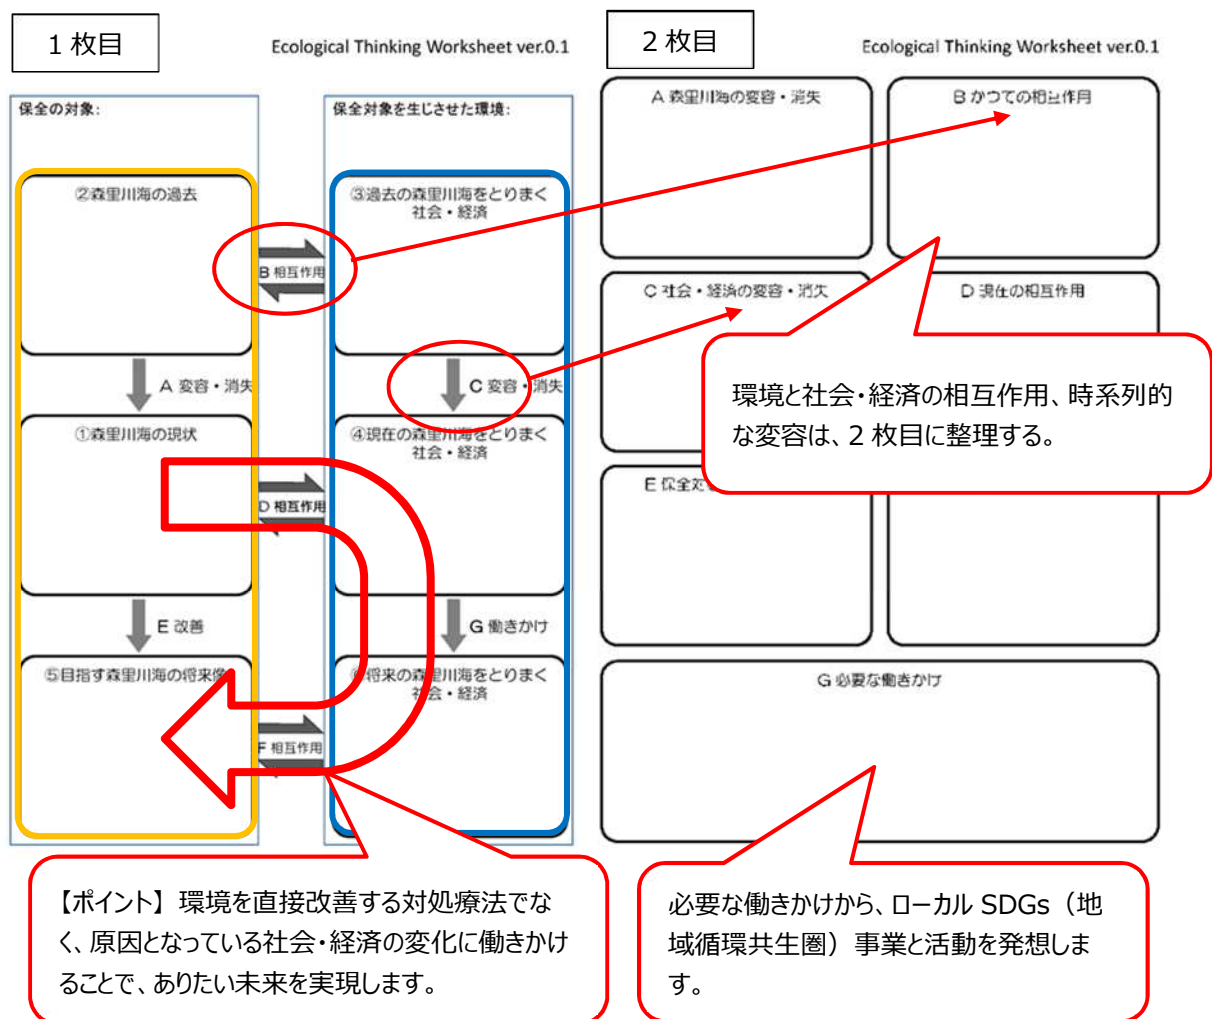 1 枚目
Ecological Thinking Worksheet ver.0.1
保全の対象:
保全対象を生じさせた環境:
②森里川海の過去
③過去の森里川海をとりまく
社会・経済
B 相互作用
A 変容・消失
C 変容・消失
①森里川海の現状
④現在の森里川海をとりまく
社会・経済
D 相互作用
E 改善
G 働きかけ
⑤目指す森里川海の将来像
⑥将来の森里川海をとりまく
社会・経済
F 相互作用
【ポイント】環境を直接改善する対処療法でな
く、原因となっている社会・経済の変化に働きかけ
ることで、ありたい未来を実現します。
2 枚目
Ecological Thinking Worksheet ver.0.1
A 森里川海の変容・消失
B かつての相互作用
C 社会・経済の変容・消失
D 現在の相互作用
環境と社会・経済の相互作用、時系列的
な変容は、2 枚目に整理する。
E 保全対
G 必要な働きかけ
必要な働きかけから、ローカル SDGs（地
域循環共生圏）事業と活動を発想しま
す。